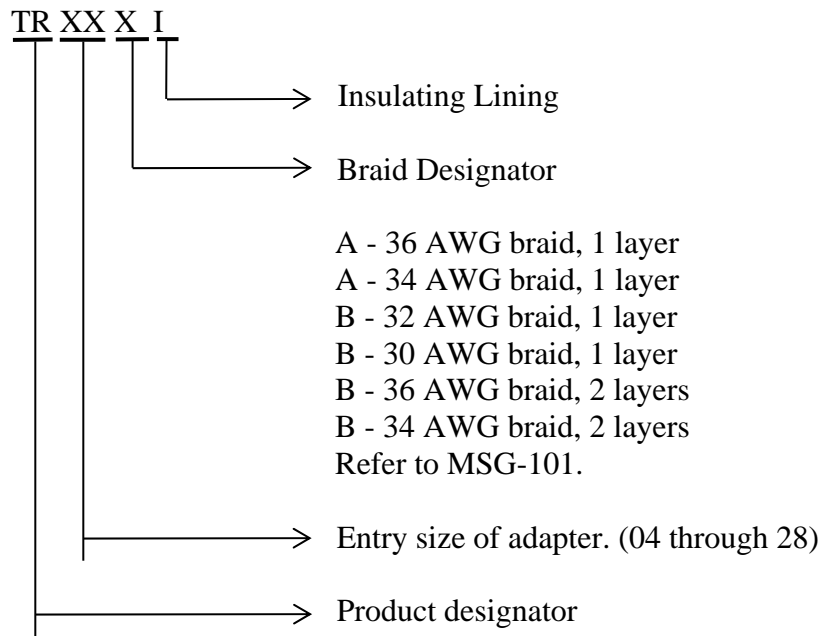 TR XX X I
Insulating Lining
Braid Designator
A - 36 AWG braid, 1 layer
A - 34 AWG braid, 1 layer
B - 32 AWG braid, 1 layer
B - 30 AWG braid, 1 layer
B - 36 AWG braid, 2 layers
B - 34 AWG braid, 2 layers
Refer to MSG-101.
Entry size of adapter. (04 through 28)
Product designator